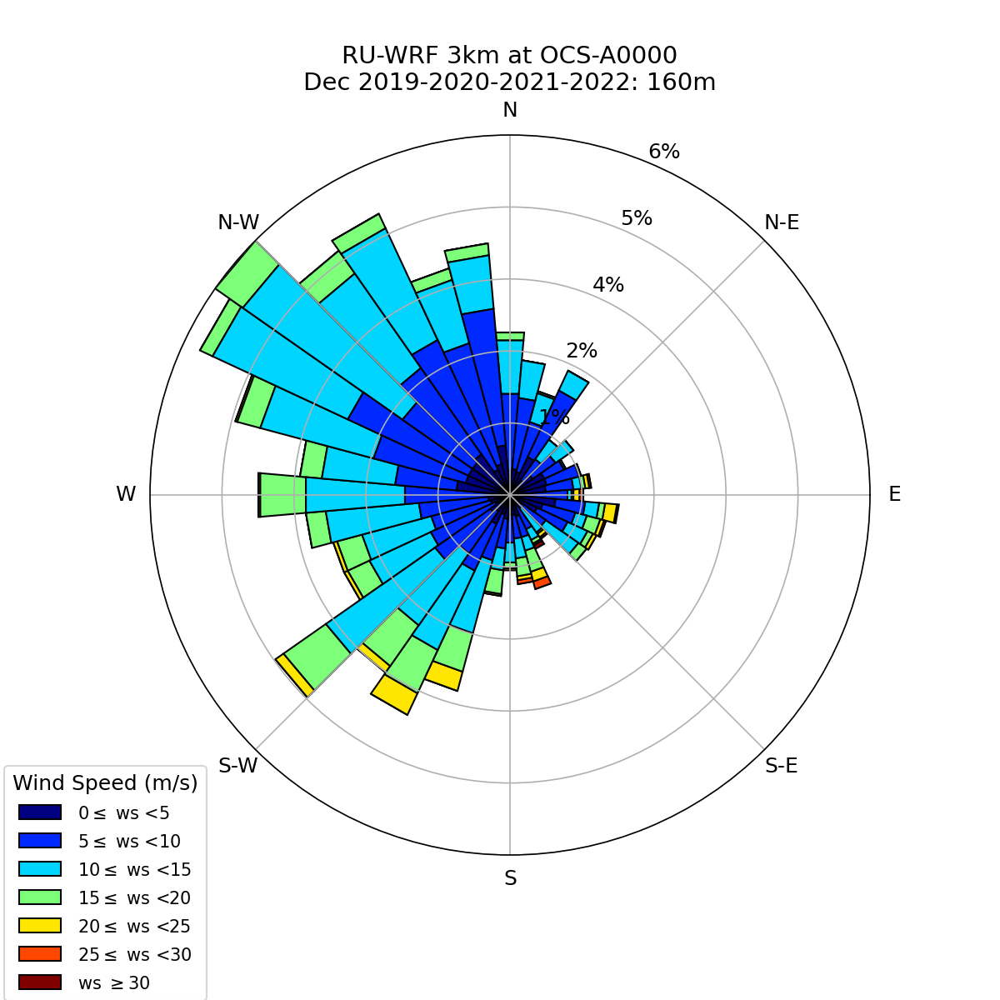 RU-WRF 3km at OCS-A0000
Dec 2019-2020-2021-2022: 160m
N
6%
N-W
5%
N-E
4%
2%
1%
W
E
S-W
S-E
S
Wind Speed (m/s)
0≤ ws <5
5≤ ws <10
10≤ ws <15
15≤ ws <20
20≤ ws <25
25≤ ws <30
ws ≥30